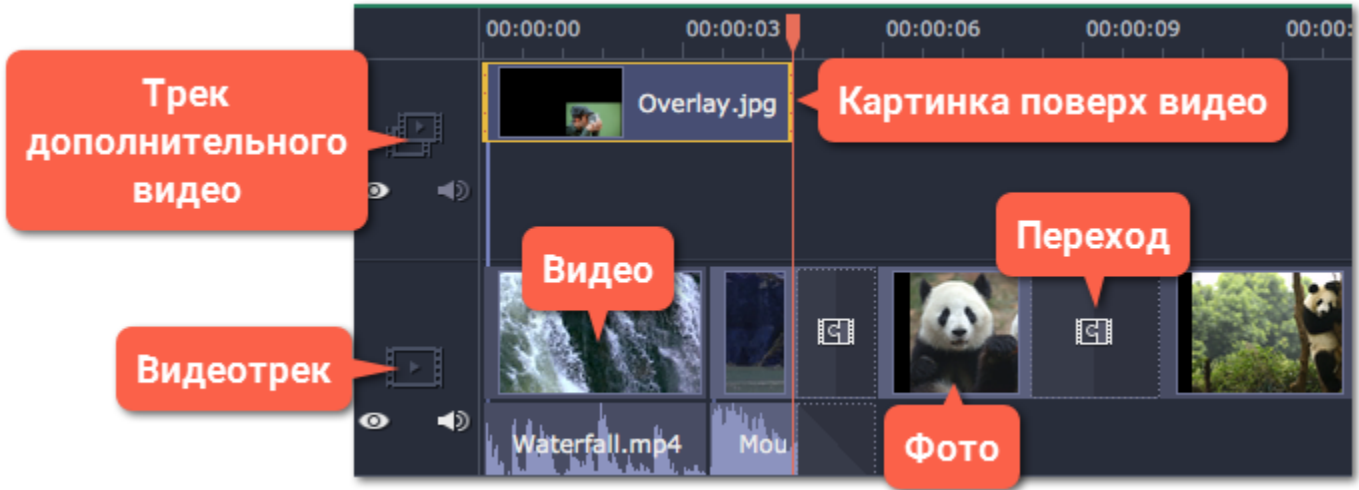 00:00:00 00:00:03 00:00:06 00:00:09 00:00:
Трек
дополнительного
видео
Overlay.jpg
Картинка поверх видео
Переход
Видео
Видеотрек
Waterfall.mp4
Mou
Фото